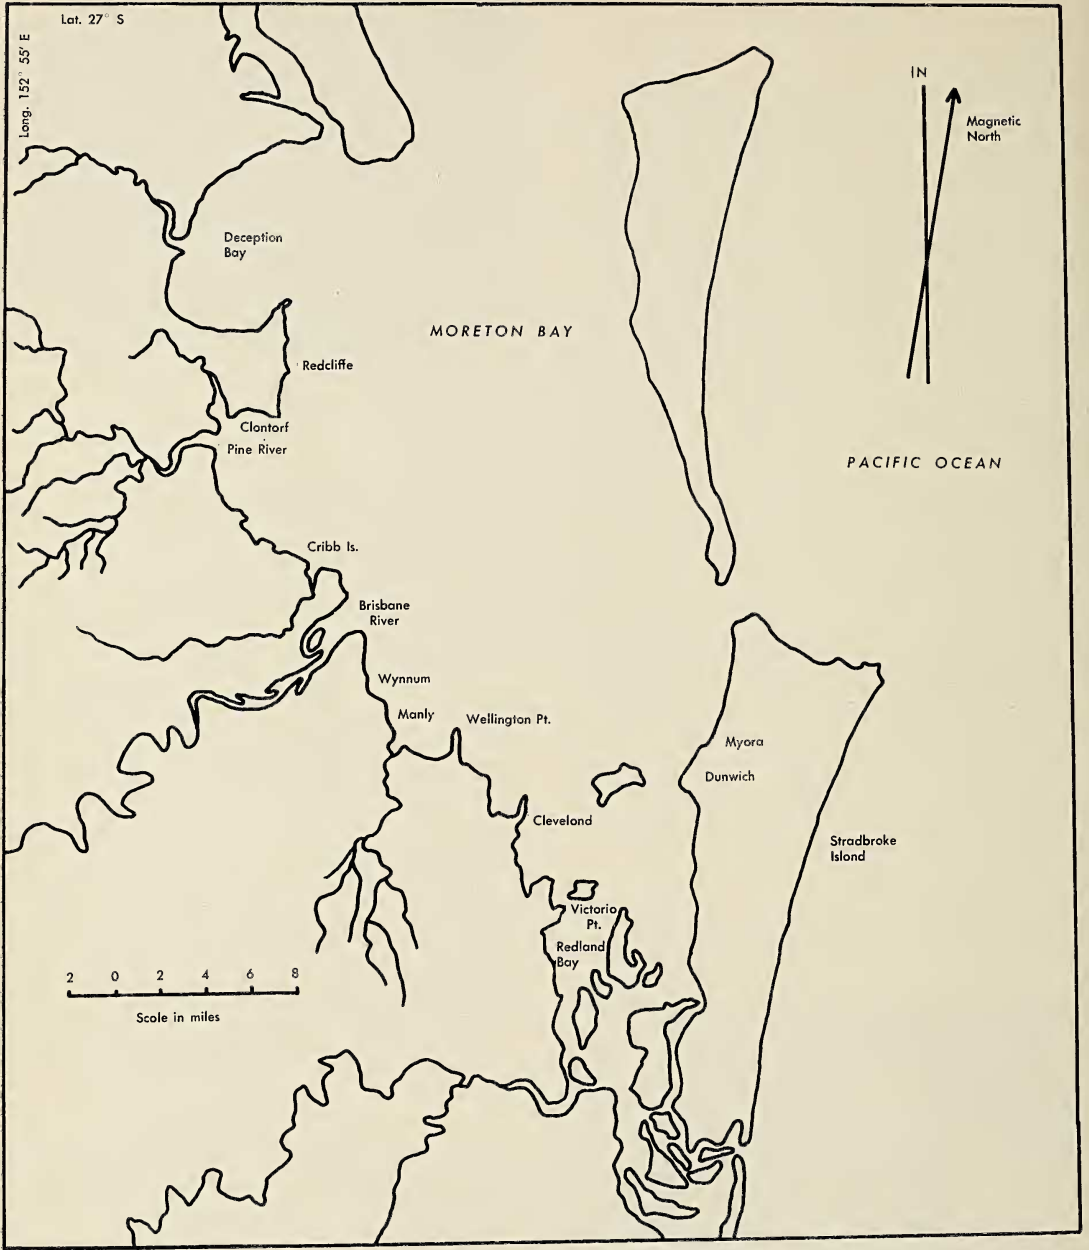 Lat. 27° S
Long. 152° 55' E
IN
Magnetic
North
Deception
Bay
MORETON BAY
Redcliffe
Clontorf
Pine River
PACIFIC OCEAN
Cribb Is.
Brisbane
River
Wynnum
Manly
Wellington Pt.
Myora
Dunwich
Clevelond
Stradbroke
Island
Victorio
Pt.
Redland
Bay
2 0 2 4 6 8
Scole in miles